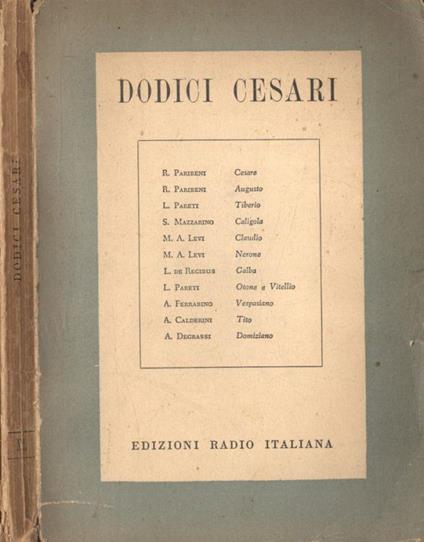 DODICI CESARI
DODICI CESARI
R. PARIBENI Cesare
R. PARIBENI Augusto
L. PARETI Tiberio
S. MAZZARINO Caligola
M. A. LEVI Claudio
M. A. LEVI Nerone
L. DE REGIBUS Galba
L. PARETI Otone e Vitellio
A. FERRABINO Vespasiano
A. CALDERINI Tito
A. DEGRASSI Domiziano
EDIZIONI RADIO ITALIANA